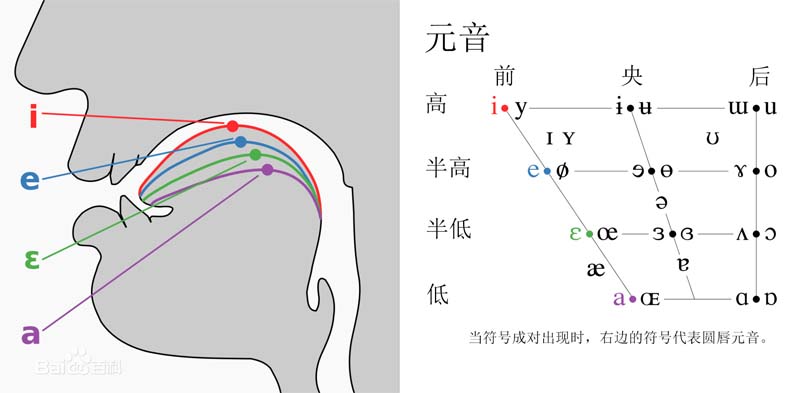 i
e
ε
a
Bai百科
元音
前 央 后
高 i y ɨ ʉ ɯ u
ɪ ʏ ʊ
半高 e ø ɘ ɵ ɤ o
ə
半低 ε œ ɜ ɞ ʌ ɔ
æ ɐ
低 a ɶ ɑ ɒ
当符号成对出现时，右边的符号代表圆唇元音。